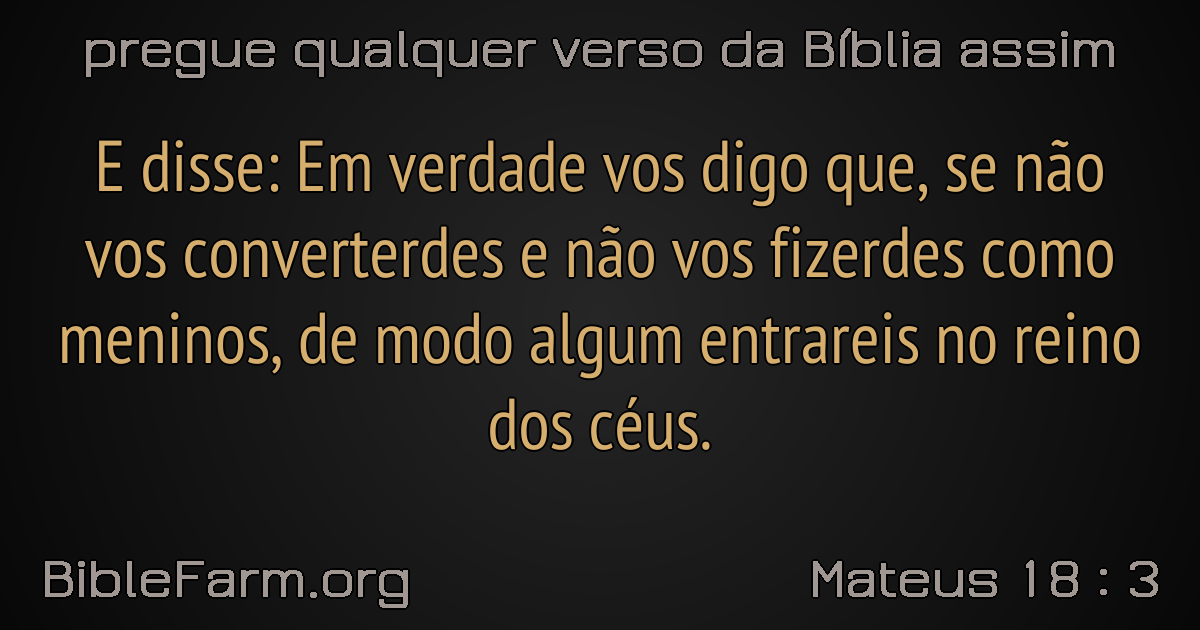 pregue qualquer verso da Bíblia assim
E disse: Em verdade vos digo que, se não
vos converterdes e não vos fizerdes como
meninos, de modo algum entrareis no reino
dos céus.
BibleFarm.org
Mateus 18 : 3